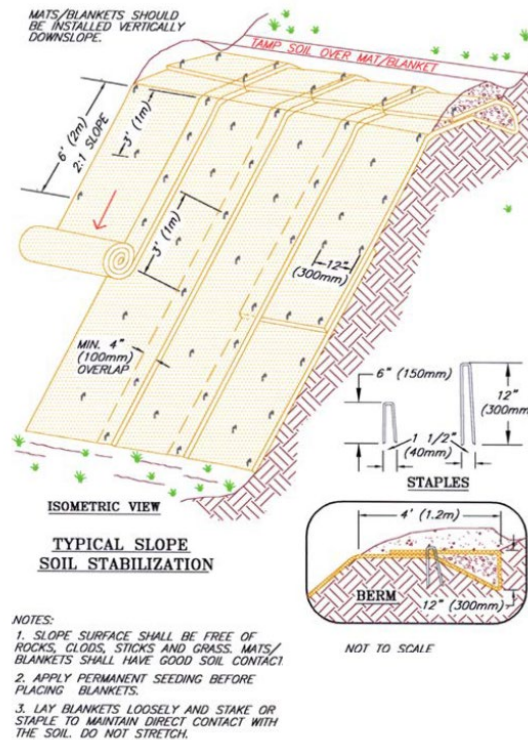 MATS/BLANKETS SHOULD
BE INSTALLED VERTICALLY
DOWNSLOPE.
TAMP SOIL OVER MAT/BLANKET
6' (2m)
2:1 SLOPE
3' (1m)
3' (1m)
12"
(300mm)
MIN. 4"
(100mm)
OVERLAP
6" (150mm)
12"
(300mm)
1 1/2"
(40mm)
STAPLES
ISOMETRIC VIEW
TYPICAL SLOPE
SOIL STABILIZATION
4' (1.2m)
BERM
12" (300mm)
NOT TO SCALE
NOTES:
1. SLOPE SURFACE SHALL BE FREE OF
ROCKS, CLODS, STICKS AND GRASS. MATS/
BLANKETS SHALL HAVE GOOD SOIL CONTACT
2. APPLY PERMANENT SEEDING BEFORE
PLACING BLANKETS.
3. LAY BLANKETS LOOSELY AND STAKE OR
STAPLE TO MAINTAIN DIRECT CONTACT WITH
THE SOIL. DO NOT STRETCH.